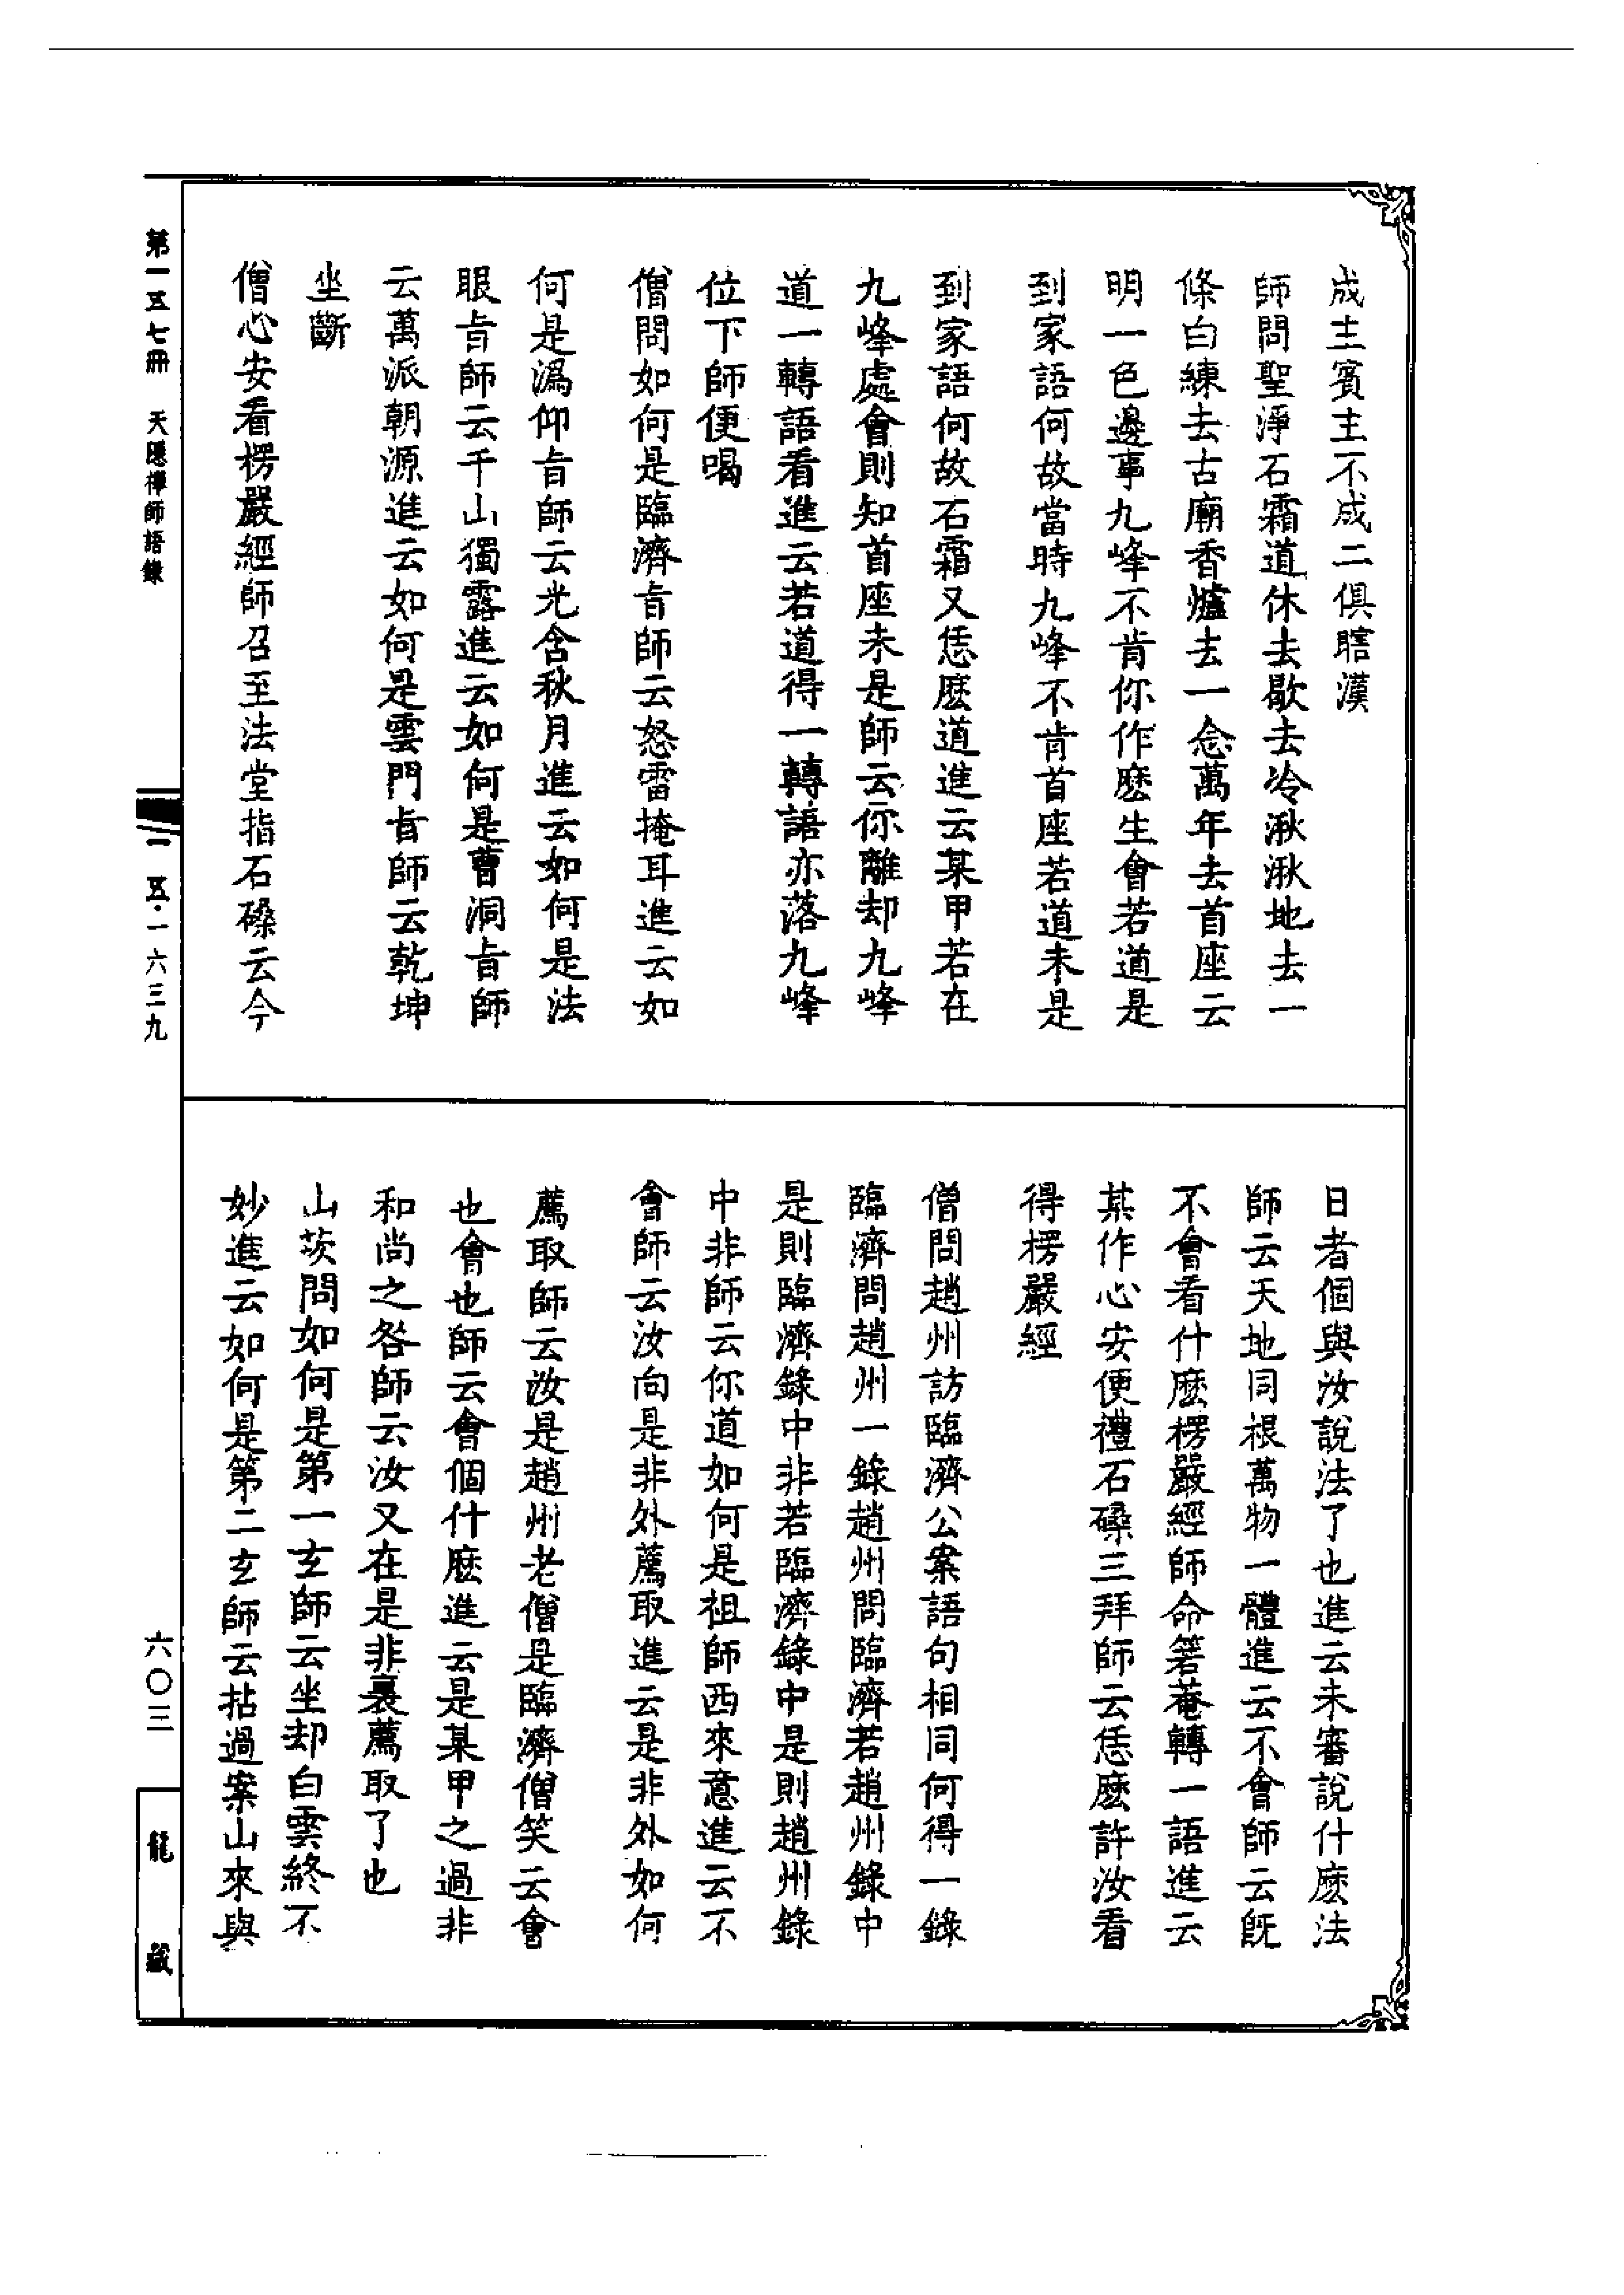 成主賓主不成二俱瞎漢
師問聖淨石霜道休去歇去冷湫湫地去一
條白練去古廟香爐去一念萬年去首座云
明一色邊事九峰不肯你作麼生會若道是
到家語何故當時九峰不肯首座若道未是
到家語何故石霜又恁麼道進云某甲若在
九峰處會則知首座未是師云你離却九峰
道一轉語看進云若道得一轉語亦落九峰
位下師便喝
僧問如何是臨濟旨師云怒雷掩耳進云如
何是溈仰旨師云光含秋月進云如何是法
眼旨師云千山獨露進云如何是曹洞旨師
云萬派朝源進云如何是雲門旨師云乾坤
坐斷
僧心安看楞嚴經師召至法堂指石磉云今
日者個與汝說法了也進云未審說什麼法
師云天地同根萬物一體進云不會師云旣
不會看什麼楞嚴經師命箬菴轉一語進云
某作心安便禮石磉三拜師云恁麼許汝看
得楞嚴經
僧問趙州訪臨濟公案語句相同何得一錄
臨濟問趙州一錄趙州問臨濟若趙州錄中
是則臨濟錄中非若臨濟錄中是則趙州錄
中非師云你道如何是祖師西來意進云不
會師云汝向是非外薦取進云是非外如何
薦取師云汝是趙州老僧是臨濟僧笑云會
也會也師云會個什麼進云是某甲之過非
和尚之咎師云汝又在是非裏薦取了也
山茨問如何是第一玄師云坐却白雲終不
妙進云如何是第二玄師云拈過案山來與
第一五七冊　天隱禪師語錄
一五·一六三九
六〇三
龍藏